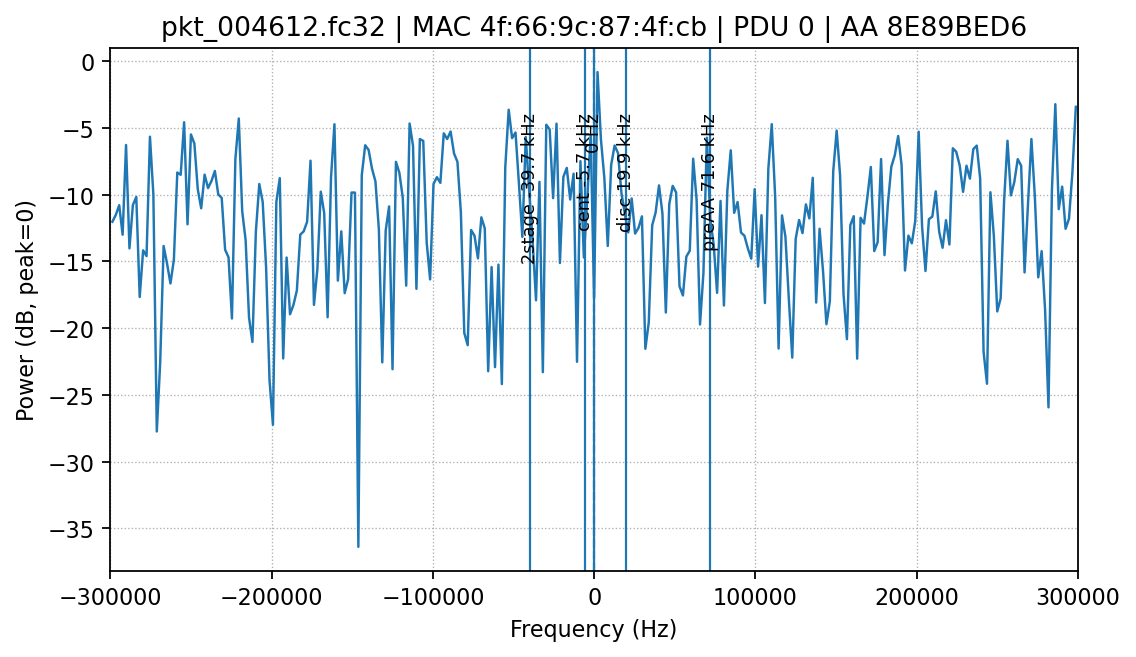 pkt_004612.fc32 | MAC 4f:66:9c:87:4f:cb | PDU 0 | AA 8E89BED6
Power (dB, peak=0)
0
−5
−10
−15
−20
−25
−30
−35
2stage -39.7 kHz
cent -5.7 kHz
0 Hz
disc 19.9 kHz
preAA 71.6 kHz
−300000
−200000
−100000
0
100000
200000
300000
Frequency (Hz)